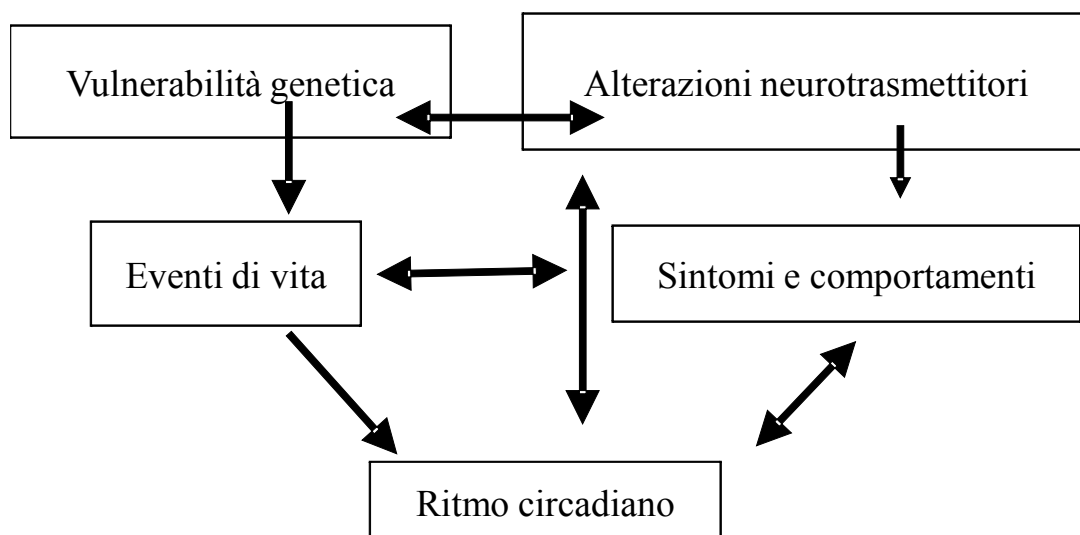 Vulnerabilità genetica
Alterazioni neurotrasmettitori
Eventi di vita
Sintomi e comportamenti
Ritmo circadiano